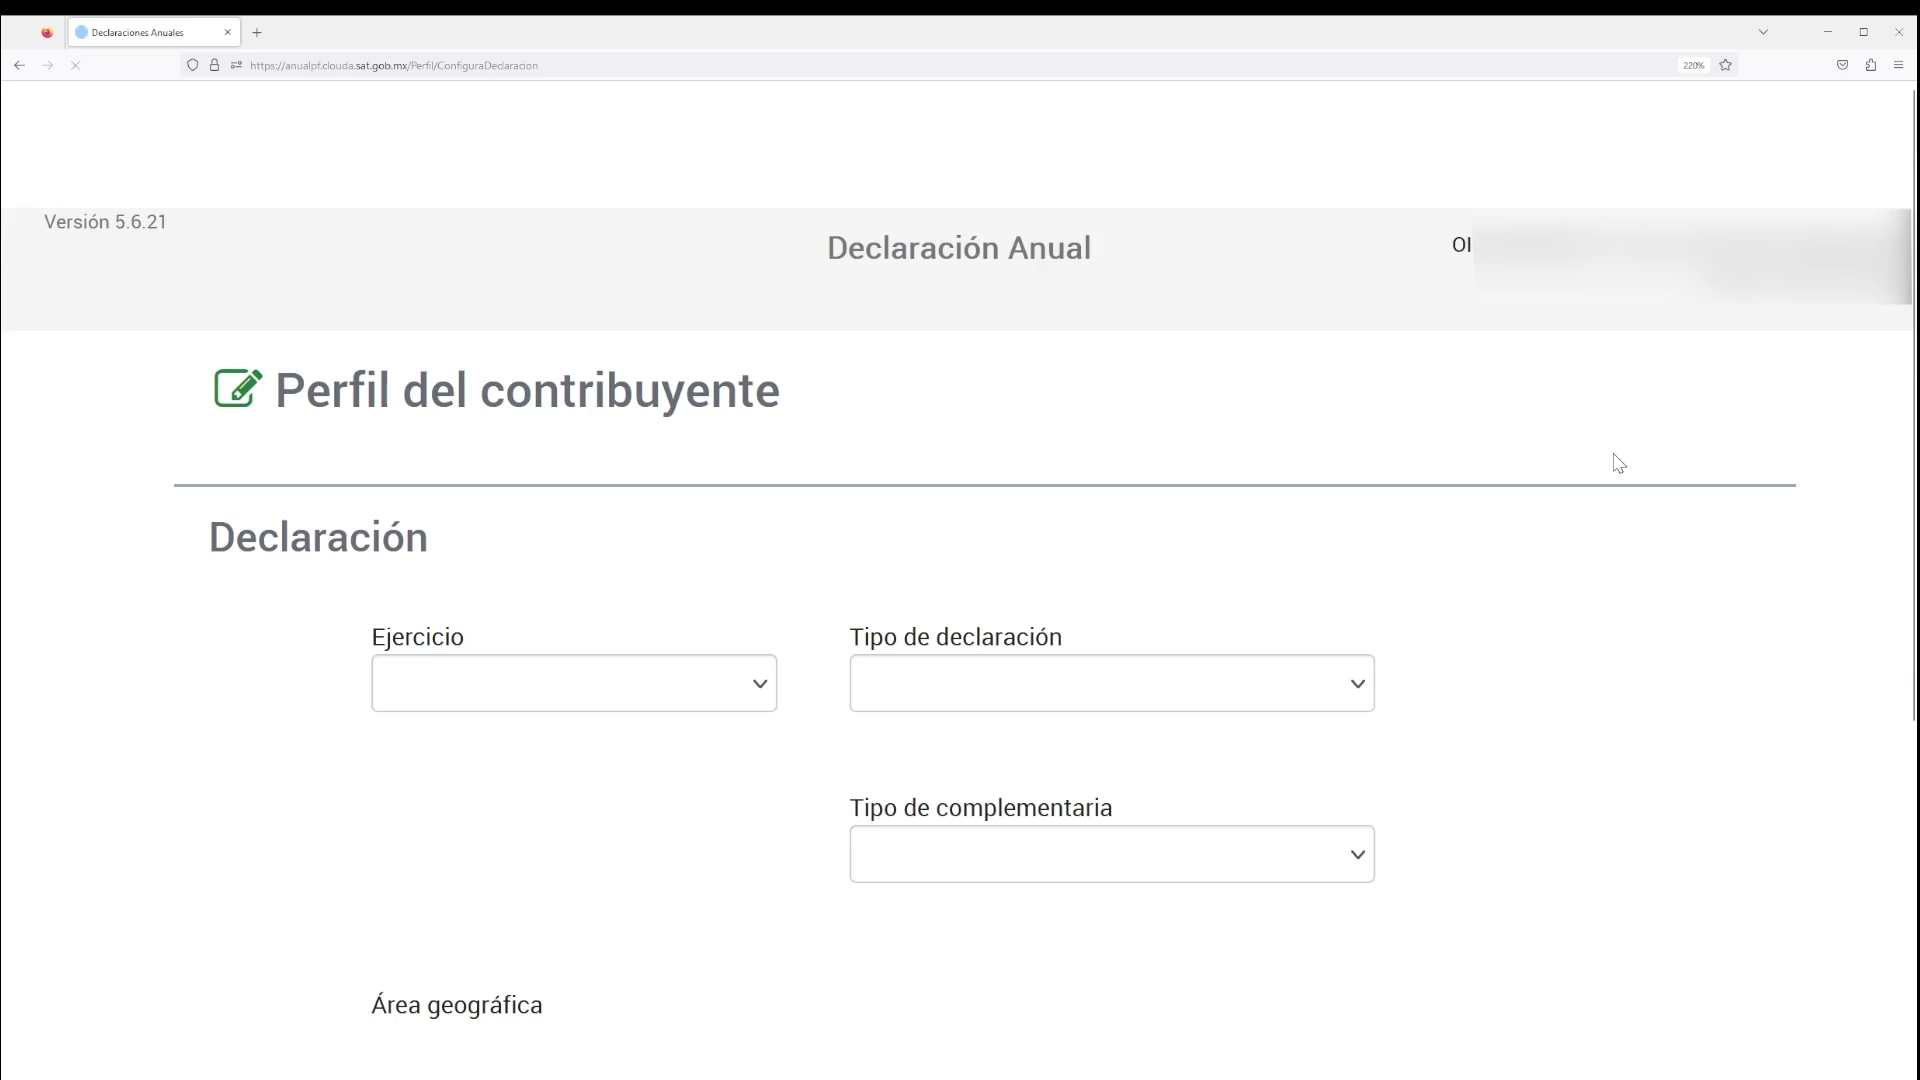 Declaraciones Anuales
https://anualpf.clouda.sat.gob.mx/Perfil/ConfiguraDeclaracion
220%
Versión 5.6.21
Declaración Anual
Perfil del contribuyente
Declaración
Ejercicio
Tipo de declaración
Tipo de complementaria
Área geográfica